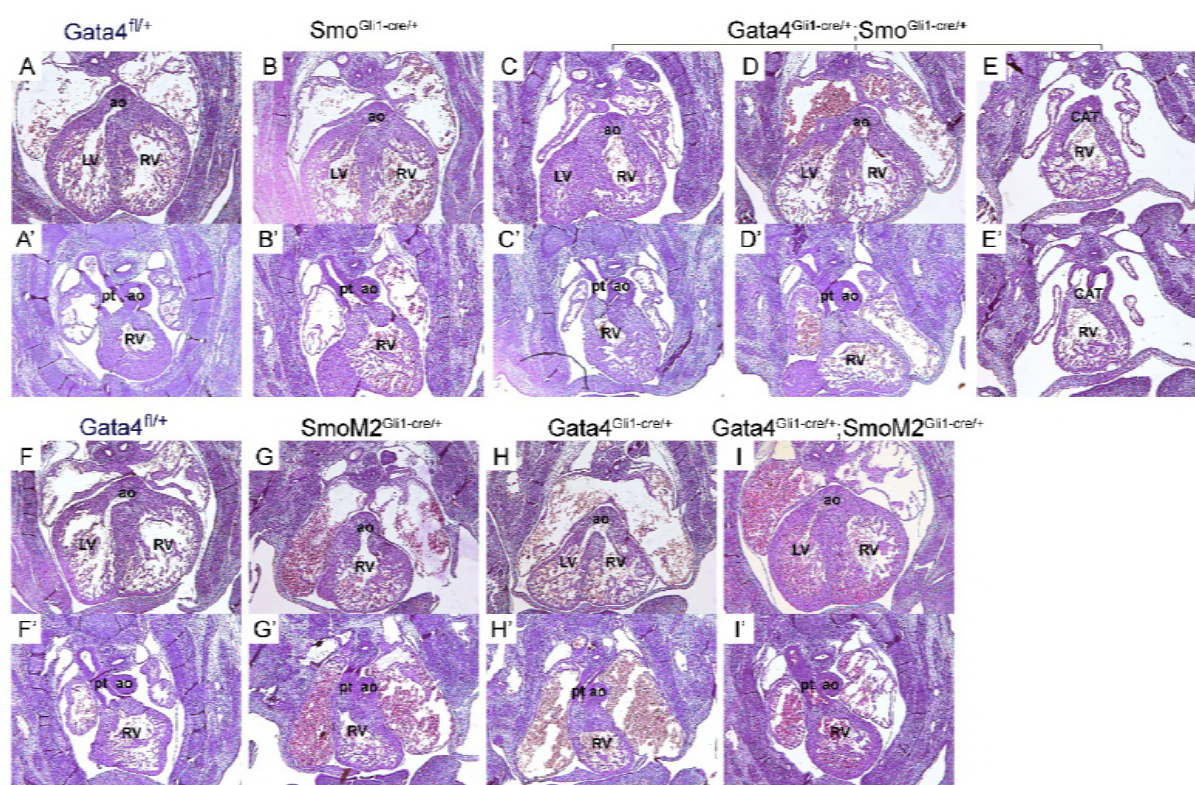 Gata4fl/+ SmoGli1-cre/+ Gata4Gli1-cre/+;SmoGli1-cre/+
A B C D E
ao ao ao ao CAT
LV RV LV RV LV RV LV RV RV
A' B' C' D' E'
pt ao pt ao pt ao pt ao CAT
RV RV RV RV RV
Gata4fl/+ SmoM2Gli1-cre/+ Gata4Gli1-cre/+ Gata4Gli1-cre/+;SmoM2Gli1-cre/+
F G H I
ao ao ao ao
LV RV RV LV RV LV RV
F' G' H' I'
pt ao pt ao pt ao pt ao
RV RV RV RV